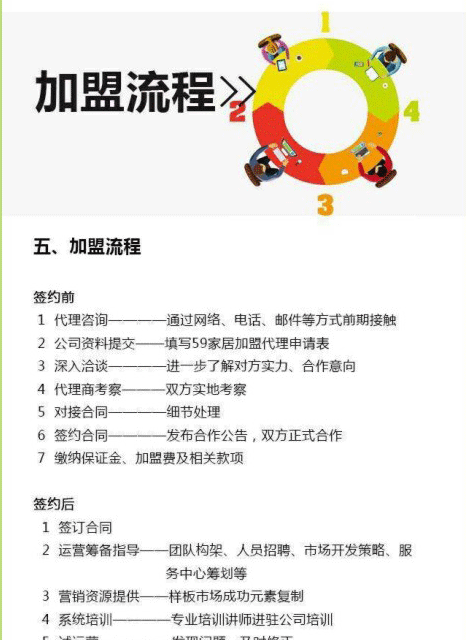 加盟流程>>
1
2
4
3
五、加盟流程
签约前
1 代理咨询————通过网络、电话、邮件等方式前期接触
2 公司资料提交——填写59家居加盟代理申请表
3 深入洽谈————进一步了解对方实力、合作意向
4 代理商考察———双方实地考察
5 对接合同————细节处理
6 签约合同————发布合作公告，双方正式合作
7 缴纳保证金、加盟费及相关款项
签约后
1 签订合同
2 运营筹备指导——团队构架、人员招聘、市场开发策略、服
务中心筹划等
3 营销资源提供——样板市场成功元素复制
4 系统培训————专业培训讲师进驻公司培训
5 试运营—————发现问题、及时修正